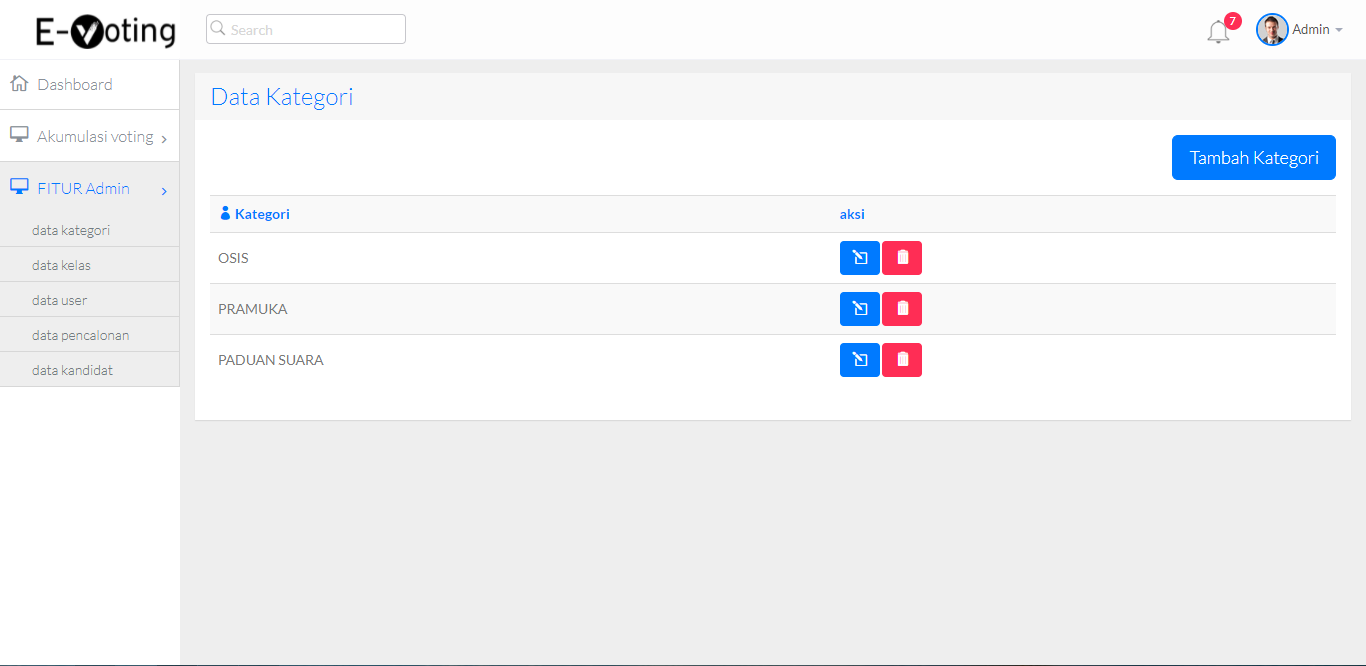 E-Voting
Search
7
Admin
Dashboard
Akumulasi voting
FITUR Admin
data kategori
data kelas
data user
data pencalonan
data kandidat
Data Kategori
Tambah Kategori
Kategori aksi
OSIS
PRAMUKA
PADUAN SUARA